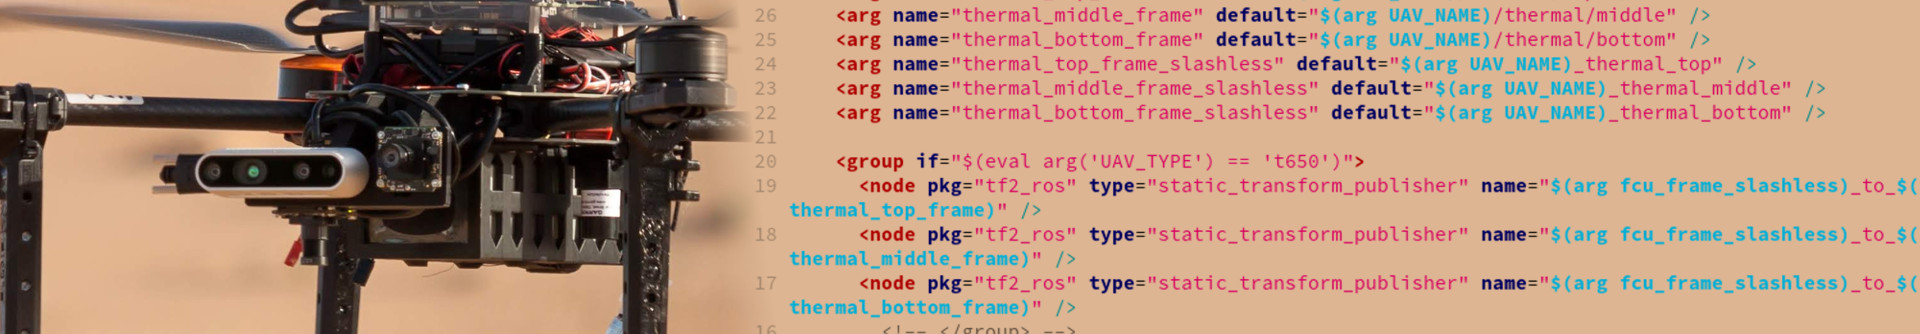 26 <arg name="thermal_middle_frame" default="$(arg UAV_NAME)/thermal/middle" />
25 <arg name="thermal_bottom_frame" default="$(arg UAV_NAME)/thermal/bottom" />
24 <arg name="thermal_top_frame_slashless" default="$(arg UAV_NAME)_thermal_top" />
23 <arg name="thermal_middle_frame_slashless" default="$(arg UAV_NAME)_thermal_middle" />
22 <arg name="thermal_bottom_frame_slashless" default="$(arg UAV_NAME)_thermal_bottom" />
21
20 <group if="$(eval arg('UAV_TYPE') == 't650')">
19 <node pkg="tf2_ros" type="static_transform_publisher" name="$(arg fcu_frame_slashless)_to_$(
thermal_top_frame)" />
18 <node pkg="tf2_ros" type="static_transform_publisher" name="$(arg fcu_frame_slashless)_to_$(
thermal_middle_frame)" />
17 <node pkg="tf2_ros" type="static_transform_publisher" name="$(arg fcu_frame_slashless)_to_$(
thermal_bottom_frame)" />
16 <!-- </group> -->